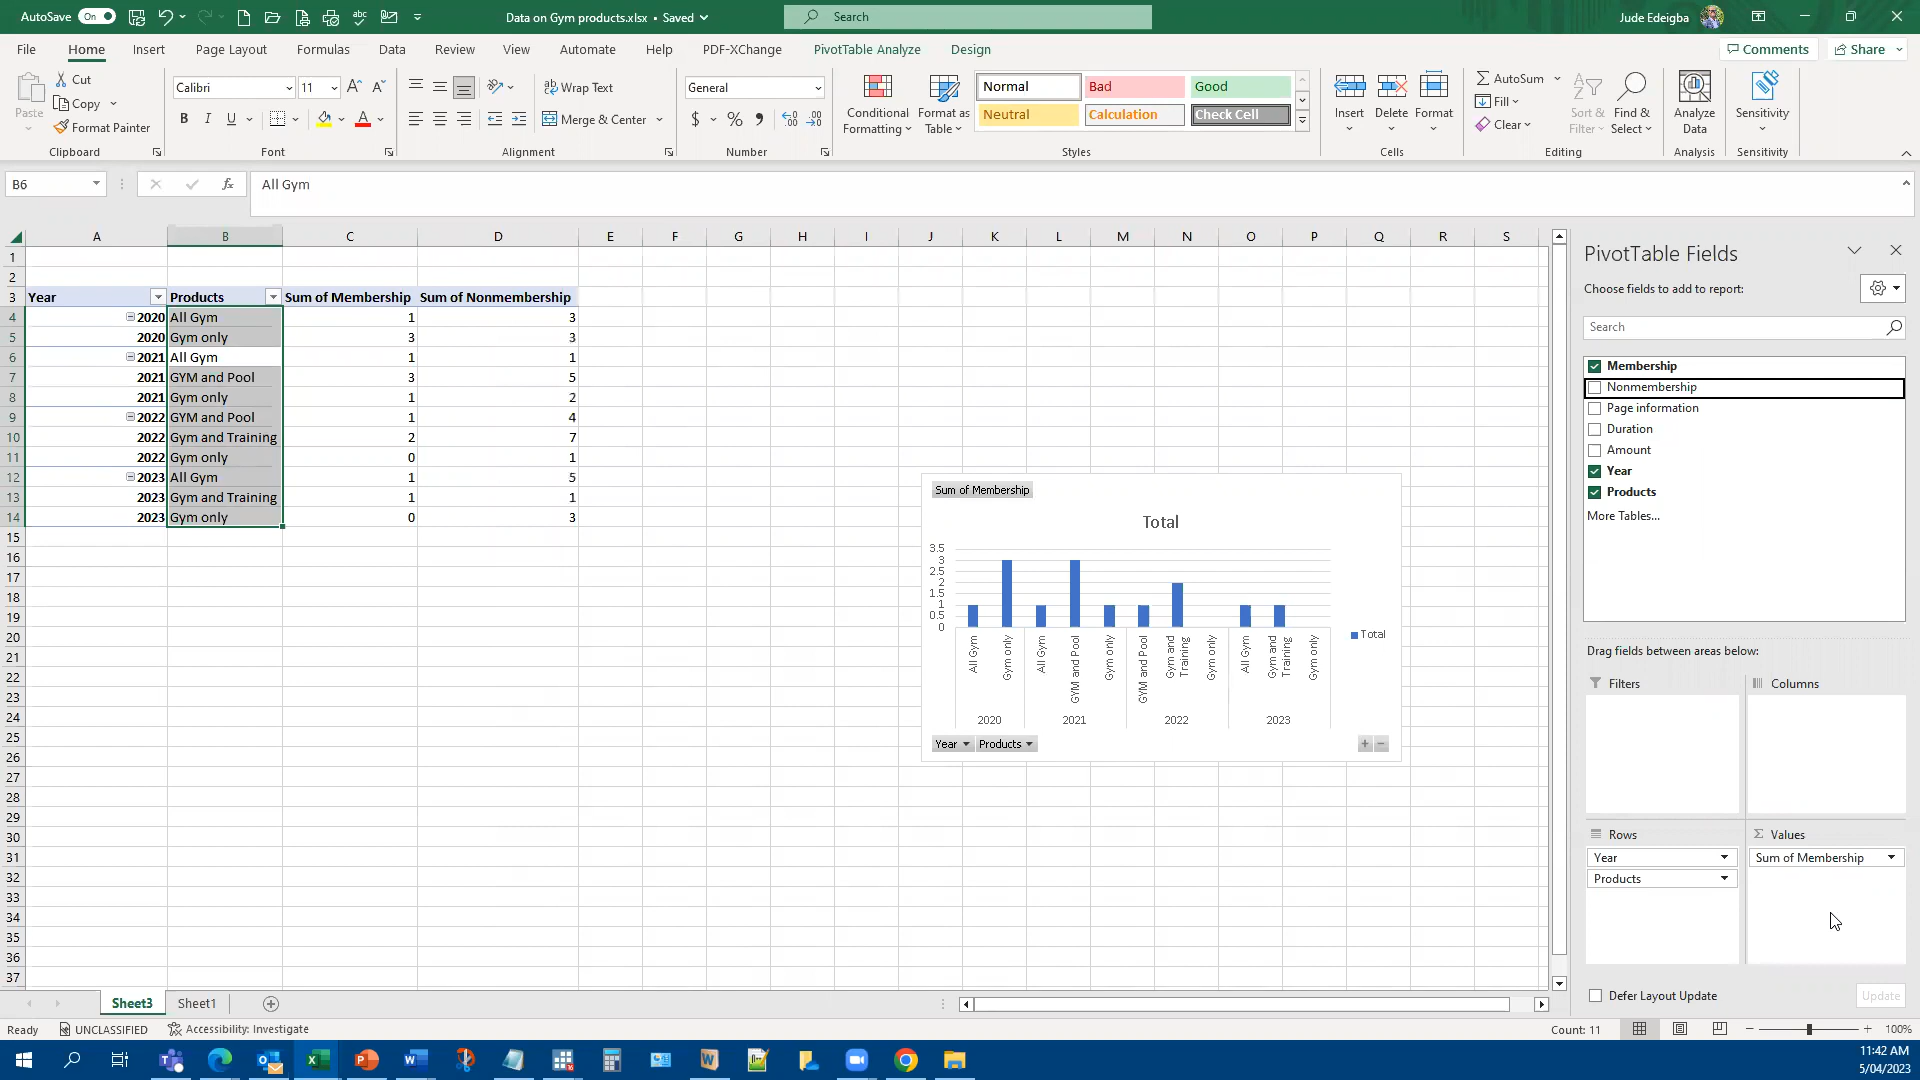 AutoSave On
Data on Gym products.xlsx • Saved
Search
Jude Edeigba
File Home Insert Page Layout Formulas Data Review View Automate Help PDF-XChange PivotTable Analyze Design
Comments Share
Paste
Cut
Copy
Format Painter
Clipboard
Calibri 11
B I U
Font
Wrap Text
Merge & Center
Alignment
General
$ % 9
Number
Conditional Formatting
Format as Table
Normal Bad Good
Neutral Calculation Check Cell
Styles
Insert Delete Format
Cells
AutoSum
Fill
Clear
Sort & Filter
Find & Select
Editing
Analyze Data
Analysis
Sensitivity
Sensitivity
B6
fx
All Gym
A B C D E F G H I J K L M N O P Q R S
1
2
3 Year Products Sum of Membership Sum of Nonmembership
4 2020 All Gym 1 3
5 2020 Gym only 3 3
6 2021 All Gym 1 1
7 2021 GYM and Pool 3 5
8 2021 Gym only 1 2
9 2022 GYM and Pool 1 4
10 2022 Gym and Training 2 7
11 2022 Gym only 0 1
12 2023 All Gym 1 5
13 2023 Gym and Training 1 1
14 2023 Gym only 0 3
15
16
17
18
19
20
21
22
23
24
25
26
27
28
29
30
31
32
33
34
35
36
37
Sum of Membership
Total
3.5
3
2.5
2
1.5
1
0.5
0
All Gym
Gym only
All Gym
GYM and Pool
Gym only
GYM and Pool
Gym and Training
Gym only
All Gym
Gym and Training
Gym only
2020 2021 2022 2023
Total
Year Products
PivotTable Fields
Choose fields to add to report:
Search
Membership
Nonmembership
Page information
Duration
Amount
Year
Products
More Tables...
Drag fields between areas below:
Filters Columns
Rows Values
Year Sum of Membership
Products
Defer Layout Update Update
Sheet3 Sheet1
Ready UNCLASSIFIED Accessibility: Investigate
Count: 11
100%
11:42 AM
5/04/2023